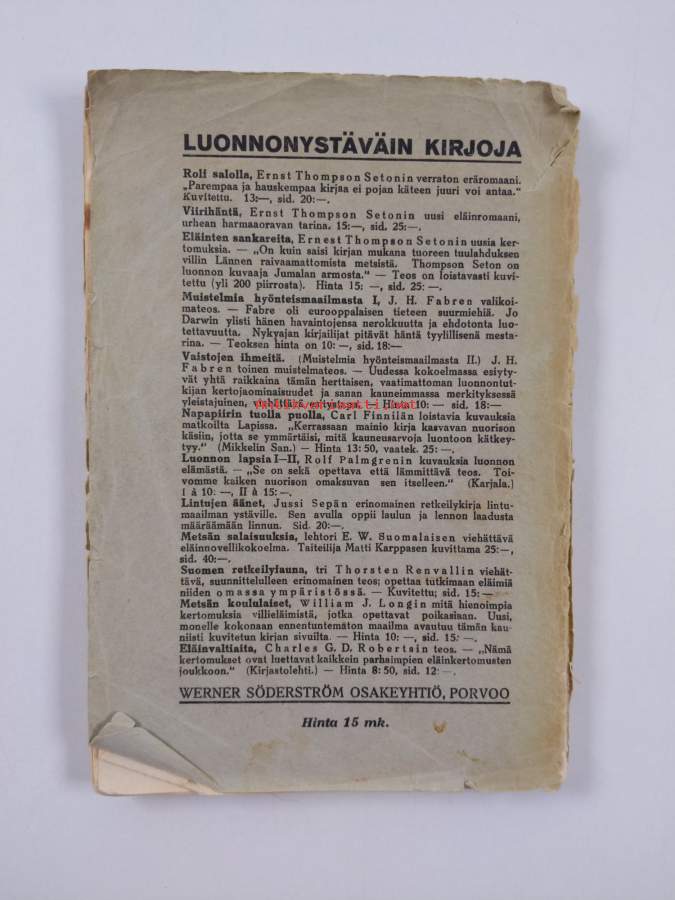 LUONNONYSTÄVÄIN KIRJOJA
Rolf salolla, Ernst Thompson Setonin verraton eräromaani.
„Parempaa ja hauskempaa kirjaa ei pojan käteen juuri voi antaa.“
Kuvitettu. 13:—, sid. 20:—.
Viirihäntä, Ernst Thompson Setonin uusi eläinromaani,
urhean harmaaoravan tarina. 15:—, sid. 25:—.
Eläinten sankareita, Ernest Thompson Setonin uusia ker-
tomuksia. — „On kuin saisi kirjan mukana tuoreen tuulahduksen
villin Lännen raivaamattomista metsistä. Thompson Seton on
luonnon kuvaaja Jumalan armosta.“ — Teos on loistavasti kuvi-
tettu (yli 200 piirrosta). Hinta 15: —, sid. 25: —.
Muistelmia hyönteismaailmasta I, J. H. Fabren valikoi-
mateos. — Fabre oli eurooppalaisen tieteen suurmiehiä. Jo
Darwin ylisti hänen havaintojensa nerokkuutta ja ehdotonta luo-
tettavuutta. Nykyajan kirjailijat pitävät häntä tyylillisenä mesta-
rina. — Teoksen hinta on 10: —, sid. 18:—
Vaistojen ihmeitä. (Muistelmia hyönteismaailmasta II.) J. H.
Fabren toinen muistelmateos. — Uudessa kokoelmassa esiyty-
vät yhtä raikkaina tämän herttaisen, vaatimattoman luonnontut-
kijan kertojaominaisuudet ja sanan kauneimmassa merkityksessä
yleistajuinen, esitystapa. — Hinta 10: — sid. 18: —
Napapiirin tuolla puolla, Carl Finnilän loistavia kuvauksia
matkoilta Lapissa. „Kerrassaan mainio kirja kasvavan nuorison
käsiin, jotta se ymmärtäisi, mitä kauneusarvoja luontoon kätkey-
tyy.“ (Mikkelin San.) — Hinta 13: 50, vaatek. 25: —.
Luonnon lapsia I—II, Rolf Palmgrenin kuvauksia luonnon
elämästä. — „Se on sekä opettava että lämmittävä teos. Toi-
vomme kaiken nuorison omaksuvan sen itselleen.“ (Karjala.)
I à 10: —, II à 15: —.
Lintujen äänet, Jussi Sepän erinomainen retkeilykirja lintu-
maailman ystäville. Sen avulla oppii laulun ja lennon laadusta
määräämään linnun. Sid. 20:—.
Metsän salaisuuksia, lehtori E. W. Suomalaisen viehättävä
eläinnovellikokoelma. Taiteilija Matti Karppasen kuvittama 25: —,
sid. 40: —.
Suomen retkeilyfauna, tri Thorsten Renvallin viehät-
tävä, suunnittelulleen erinomainen teos; opettaa tutkimaan eläimiä
niiden omassa ympäristössä. — Kuvitettu; sid. 15: —
Metsän koululaiset, William J. Longin mitä hienoimpia
kertomuksia villieläimistä, jotka opettavat poikasiaan. Uusi,
monelle kokonaan ennentuntematon maailma avautuu tämän kau-
niisti kuvitetun kirjan sivuilta. — Hinta 10: —, sid. 15: —.
Eläinvaltiaita, Charles G. D. Robertsin teos. — „Nämä
kertomukset ovat luettavat kaikkein parhaimpien eläinkertomusten
joukkoon.“ (Kirjastolehti.) — Hinta 8: 50, sid. 12: —.
WERNER SÖDERSTRÖM OSAKEYHTIÖ, PORVOO
Hinta 15 mk.